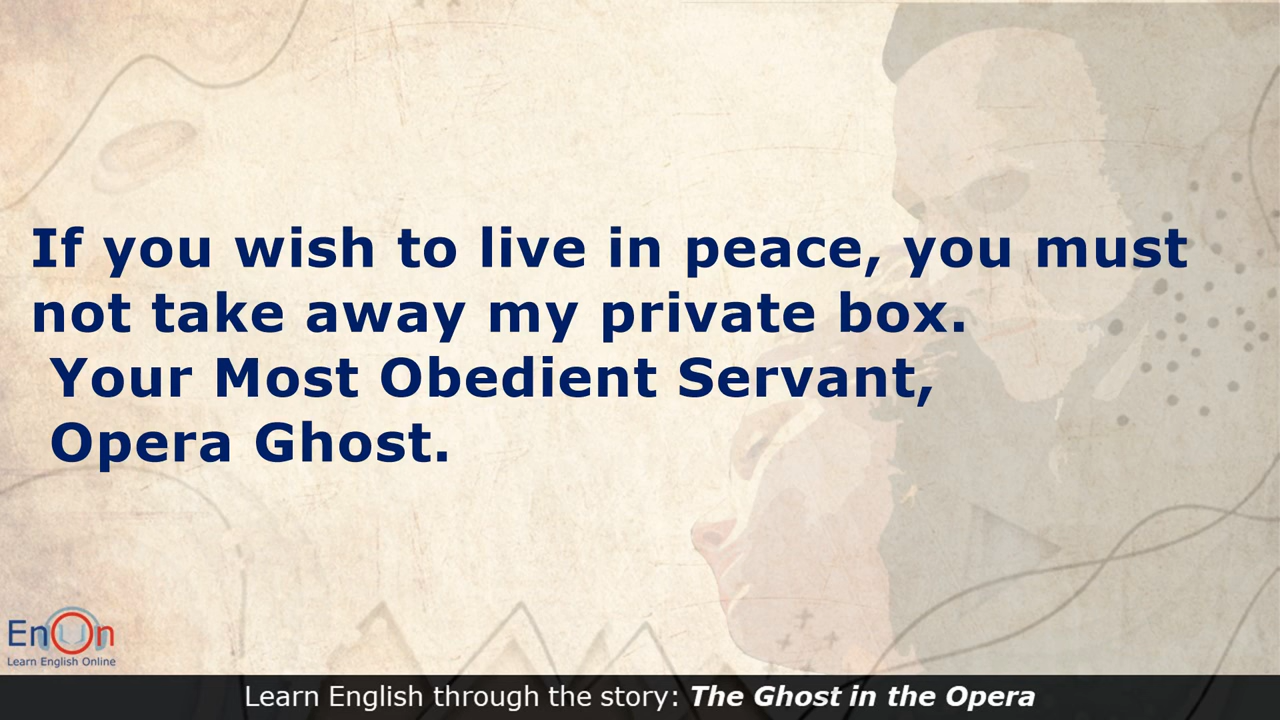 If you wish to live in peace, you must
not take away my private box.
Your Most Obedient Servant,
Opera Ghost.
EnOn
Learn English Online
Learn English through the story: The Ghost in the Opera